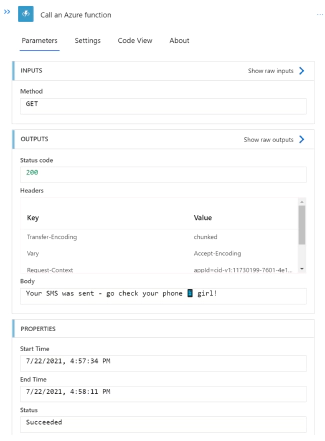 Call an Azure function
Parameters Settings Code View About
INPUTS Show raw inputs
Method
GET
OUTPUTS Show raw outputs
Status code
200
Headers
Key Value
Transfer-Encoding chunked
Vary Accept-Encoding
Request-Context appId=cid-v1:11730199-7601-4e1...
Body
Your SMS was sent - go check your phone 📱 girl!
PROPERTIES
Start Time
7/22/2021, 4:57:34 PM
End Time
7/22/2021, 4:58:11 PM
Status
Succeeded